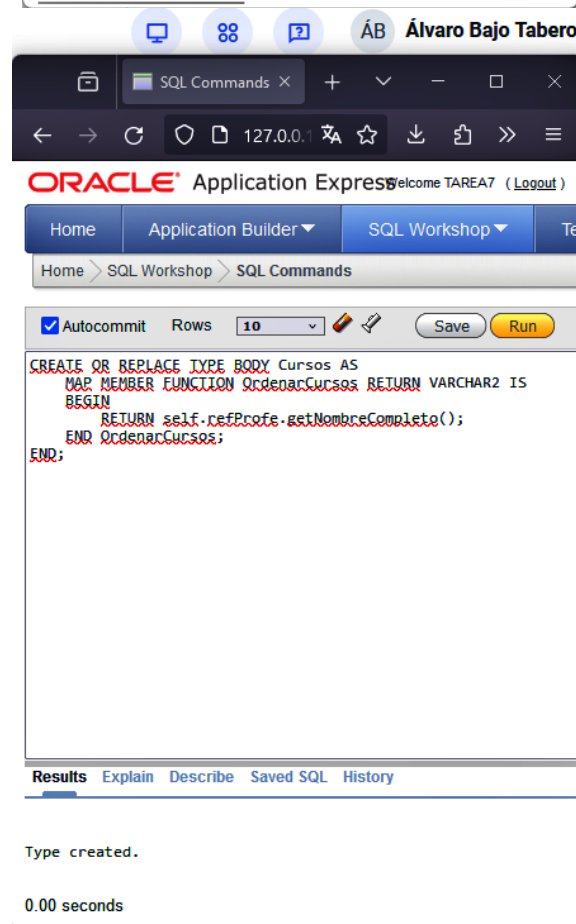 ÁB Álvaro Bajo Tabero
SQL Commands
127.0.0.1
ORACLE Application Express Welcome TAREA7 ( Logout )
Home Application Builder SQL Workshop Te
Home SQL Workshop SQL Commands
Autocommit Rows 10 Save Run
CREATE OR REPLACE TYPE BODY Cursos AS
MAP MEMBER FUNCTION OrdenarCursos RETURN VARCHAR2 IS
BEGIN
RETURN self.refProfe.getNombreCompleto();
END OrdenarCursos;
END;
Results Explain Describe Saved SQL History
Type created.
0.00 seconds